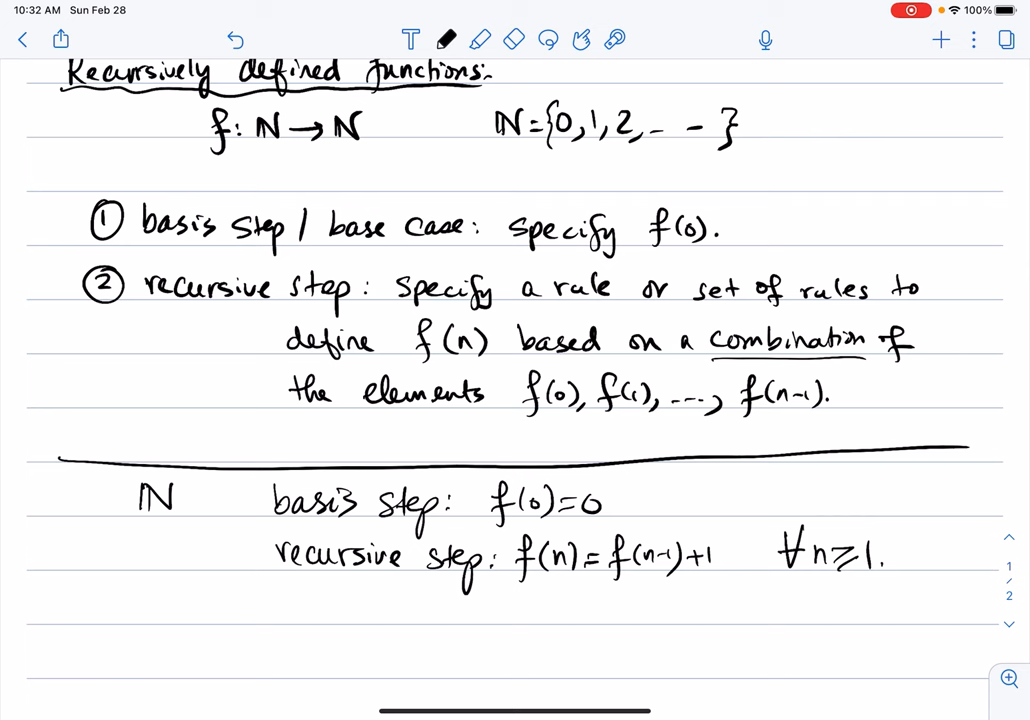 10:32 AM Sun Feb 28
100%
Recursively defined functions:
f: ℕ → ℕ ℕ = {0, 1, 2, - - }
① basis step / base case: specify f(0).
② recursive step: specify a rule or set of rules to
define f(n) based on a combination of
the elements f(0), f(1), ..., f(n-1).
ℕ basis step: f(0)=0
recursive step: f(n) = f(n-1)+1 ∀n≥1.
1
/
2